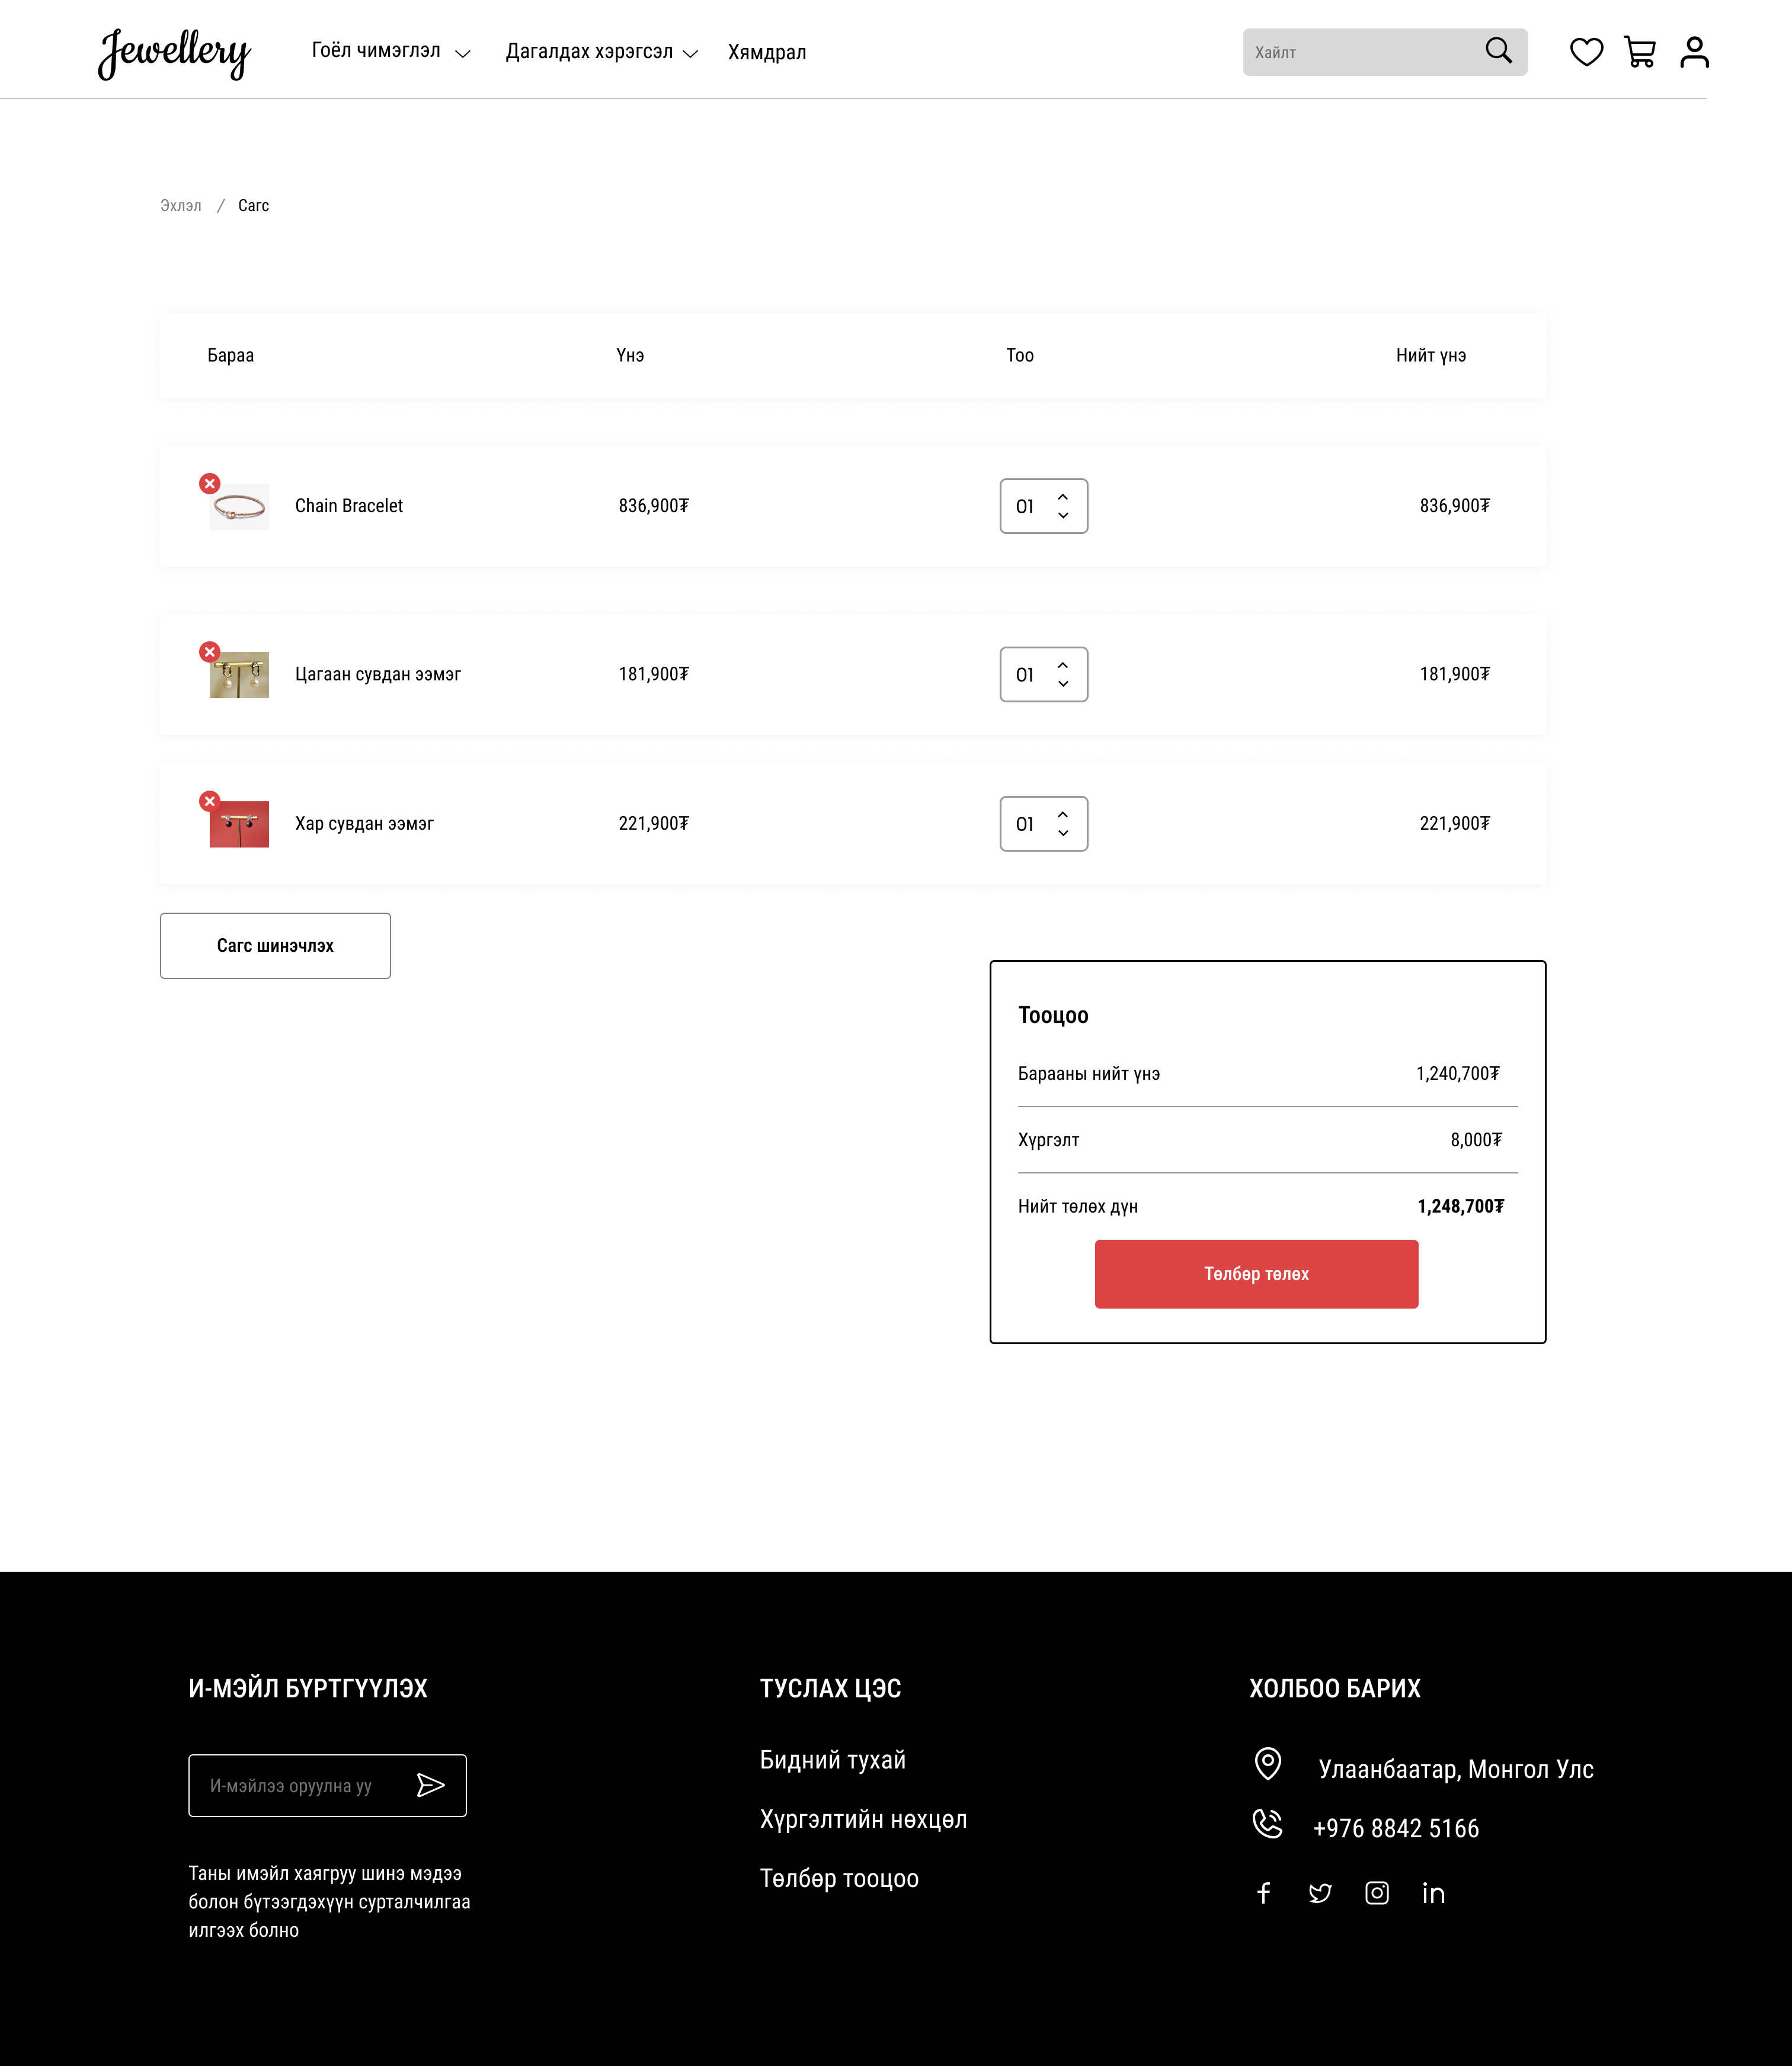 Jewellery
Гоёл чимэглэл
Дагалдах хэрэгсэл
Хямдрал
Хайлт
Эхлэл / Сагс
Бараа
Үнэ
Тоо
Нийт үнэ
Chain Bracelet
836,900₮
01
836,900₮
Цагаан сувдан ээмэг
181,900₮
01
181,900₮
Хар сувдан ээмэг
221,900₮
01
221,900₮
Сагс шинэчлэх
Тооцоо
Барааны нийт үнэ
1,240,700₮
Хүргэлт
8,000₮
Нийт төлөх дүн
1,248,700₮
Төлбөр төлөх
И-МЭЙЛ БҮРТГҮҮЛЭХ
И-мэйлээ оруулна уу
Таны имэйл хаягруу шинэ мэдээ
болон бүтээгдэхүүн сурталчилгаа
илгээх болно
ТУСЛАХ ЦЭС
Бидний тухай
Хүргэлтийн нөхцөл
Төлбөр тооцоо
ХОЛБОО БАРИХ
Улаанбаатар, Монгол Улс
+976 8842 5166